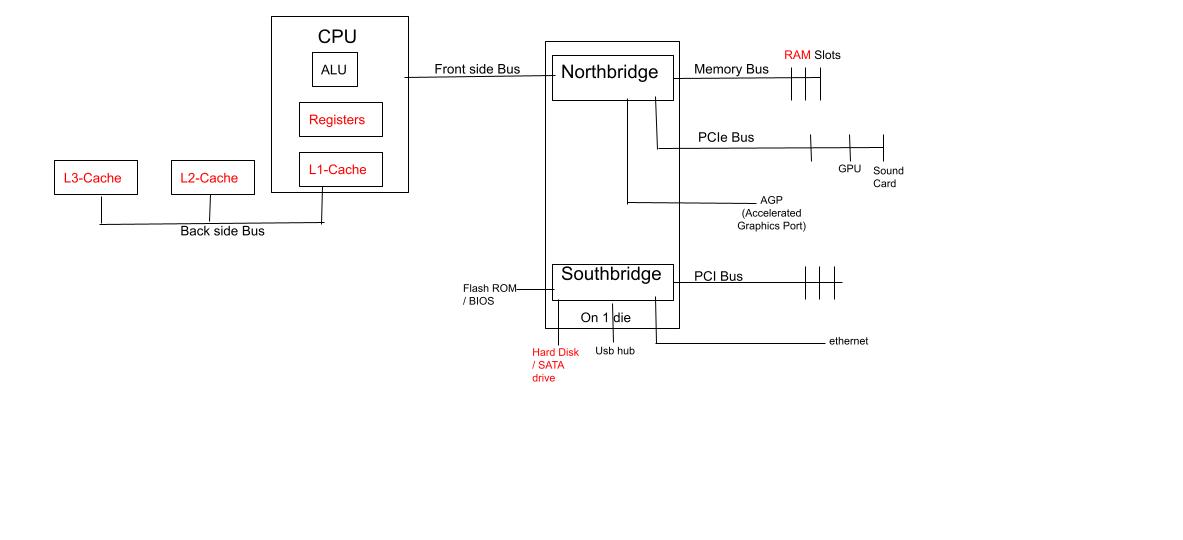 CPU
ALU
Registers
L1-Cache
L3-Cache
L2-Cache
Back side Bus
Front side Bus
Northbridge
Memory Bus
RAM Slots
PCIe Bus
GPU
Sound
Card
AGP
(Accelerated
Graphics Port)
Southbridge
PCI Bus
Flash ROM
/ BIOS
On 1 die
Hard Disk
/ SATA
drive
Usb hub
ethernet